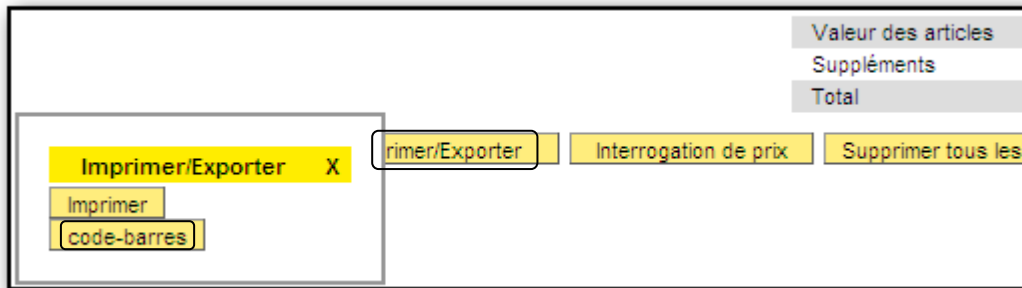 Valeur des articles
Suppléments
Total
rimer/Exporter Interrogation de prix Supprimer tous les
Imprimer/Exporter X
Imprimer
code-barres